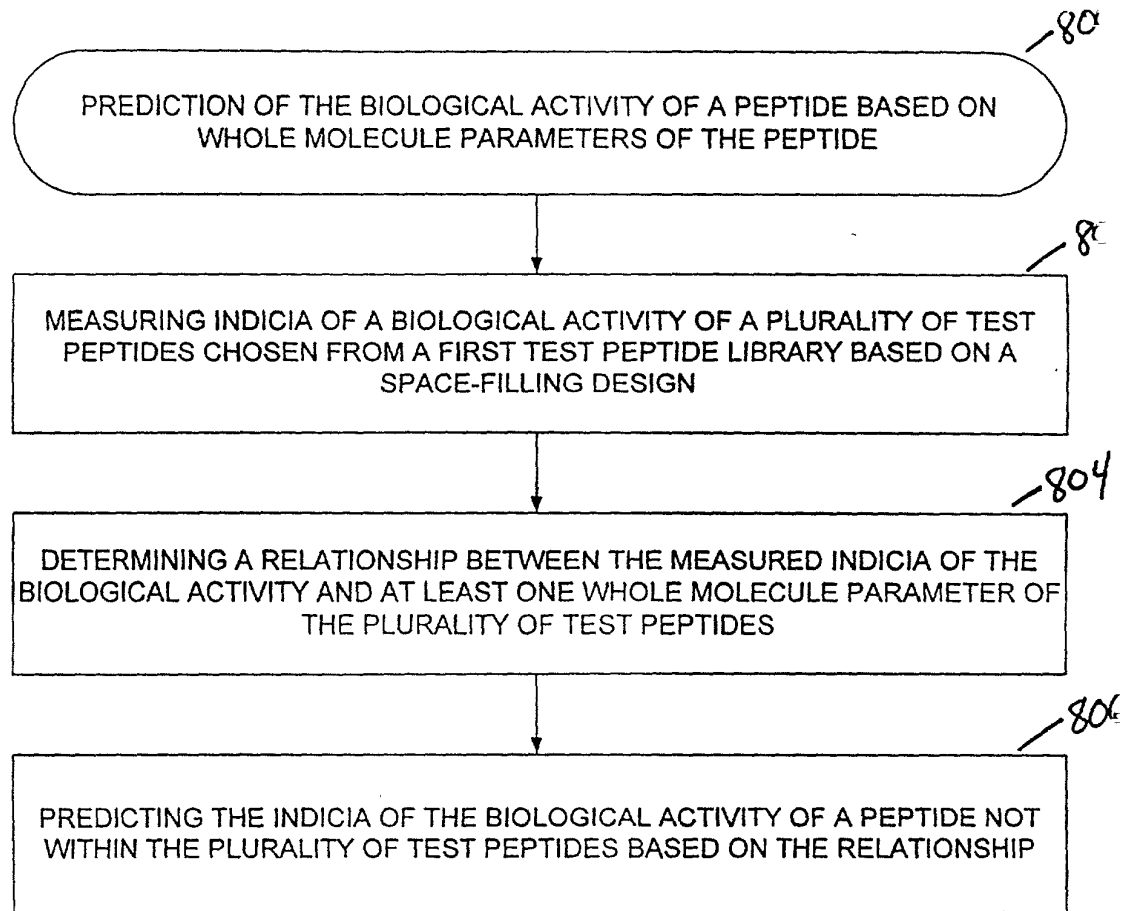 PREDICTION OF THE BIOLOGICAL ACTIVITY OF A PEPTIDE BASED ON
WHOLE MOLECULE PARAMETERS OF THE PEPTIDE
MEASURING INDICIA OF A BIOLOGICAL ACTIVITY OF A PLURALITY OF TEST
PEPTIDES CHOSEN FROM A FIRST TEST PEPTIDE LIBRARY BASED ON A
SPACE-FILLING DESIGN
804
DETERMINING A RELATIONSHIP BETWEEN THE MEASURED INDICIA OF THE
BIOLOGICAL ACTIVITY AND AT LEAST ONE WHOLE MOLECULE PARAMETER OF
THE PLURALITY OF TEST PEPTIDES
PREDICTING THE INDICIA OF THE BIOLOGICAL ACTIVITY OF A PEPTIDE NOT
WITHIN THE PLURALITY OF TEST PEPTIDES BASED ON THE RELATIONSHIP